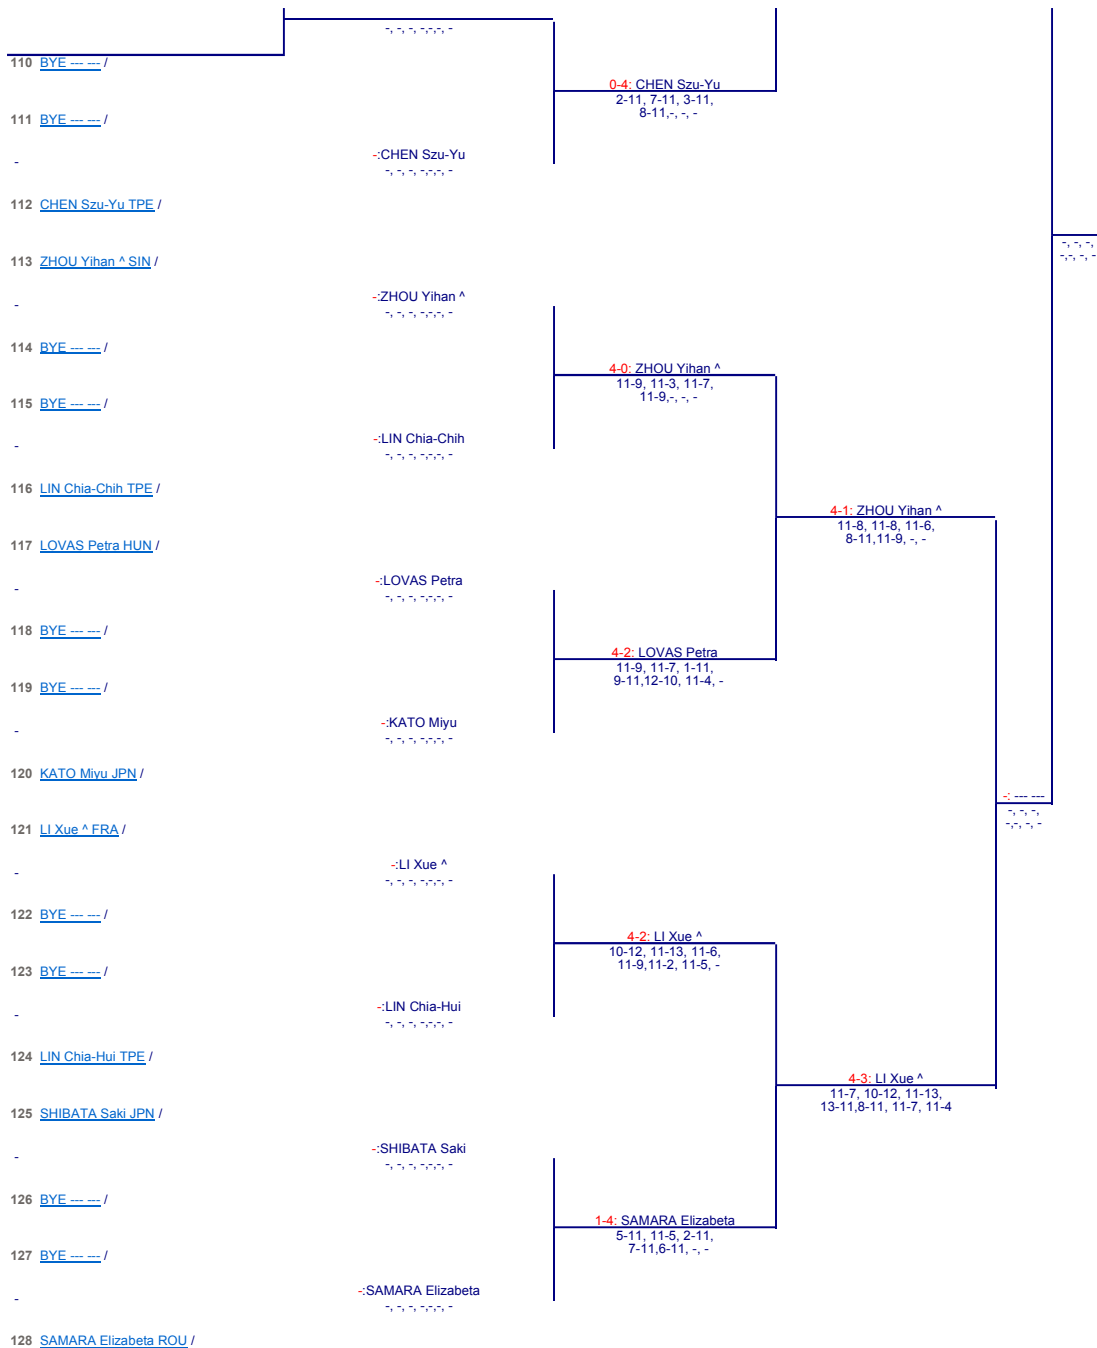 -, -, -, -,-,-, -
110 BYE --- --- /
0-4: CHEN Szu-Yu
2-11, 7-11, 3-11,
8-11,-, -, -
111 BYE --- --- /
-
-:CHEN Szu-Yu
-, -, -, -,-,-, -
112 CHEN Szu-Yu TPE /
-, -, -,
-,-, -, -
113 ZHOU Yihan ^ SIN /
-
-:ZHOU Yihan ^
-, -, -, -,-,-, -
114 BYE --- --- /
4-0: ZHOU Yihan ^
11-9, 11-3, 11-7,
11-9,-, -, -
115 BYE --- --- /
-
-:LIN Chia-Chih
-, -, -, -,-,-, -
116 LIN Chia-Chih TPE /
4-1: ZHOU Yihan ^
11-8, 11-8, 11-6,
8-11,11-9, -, -
117 LOVAS Petra HUN /
-
-:LOVAS Petra
-, -, -, -,-,-, -
118 BYE --- --- /
4-2: LOVAS Petra
11-9, 11-7, 1-11,
9-11,12-10, 11-4, -
119 BYE --- --- /
-
-:KATO Miyu
-, -, -, -,-,-, -
120 KATO Miyu JPN /
-: --- ---
-, -, -,
-,-, -, -
121 LI Xue ^ FRA /
-
-:LI Xue ^
-, -, -, -,-,-, -
122 BYE --- --- /
4-2: LI Xue ^
10-12, 11-13, 11-6,
11-9,11-2, 11-5, -
123 BYE --- --- /
-
-:LIN Chia-Hui
-, -, -, -,-,-, -
124 LIN Chia-Hui TPE /
4-3: LI Xue ^
11-7, 10-12, 11-13,
13-11,8-11, 11-7, 11-4
125 SHIBATA Saki JPN /
-
-:SHIBATA Saki
-, -, -, -,-,-, -
126 BYE --- --- /
1-4: SAMARA Elizabeta
5-11, 11-5, 2-11,
7-11,6-11, -, -
127 BYE --- --- /
-
-:SAMARA Elizabeta
-, -, -, -,-,-, -
128 SAMARA Elizabeta ROU /